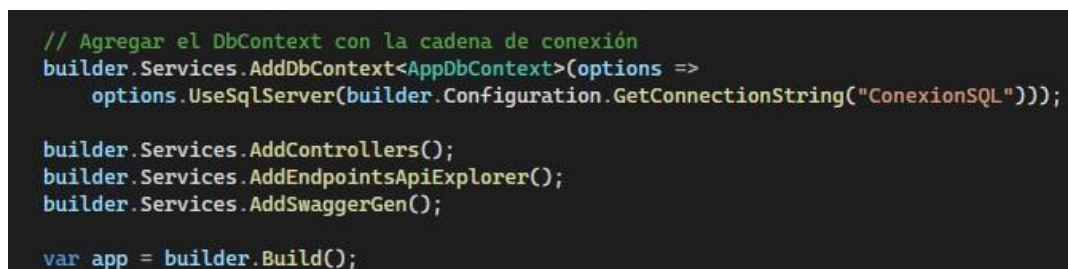 // Agregar el DbContext con la cadena de conexión
builder.Services.AddDbContext<AppDbContext>(options =>
options.UseSqlServer(builder.Configuration.GetConnectionString("ConexionSQL")));
builder.Services.AddControllers();
builder.Services.AddEndpointsApiExplorer();
builder.Services.AddSwaggerGen();
var app = builder.Build();